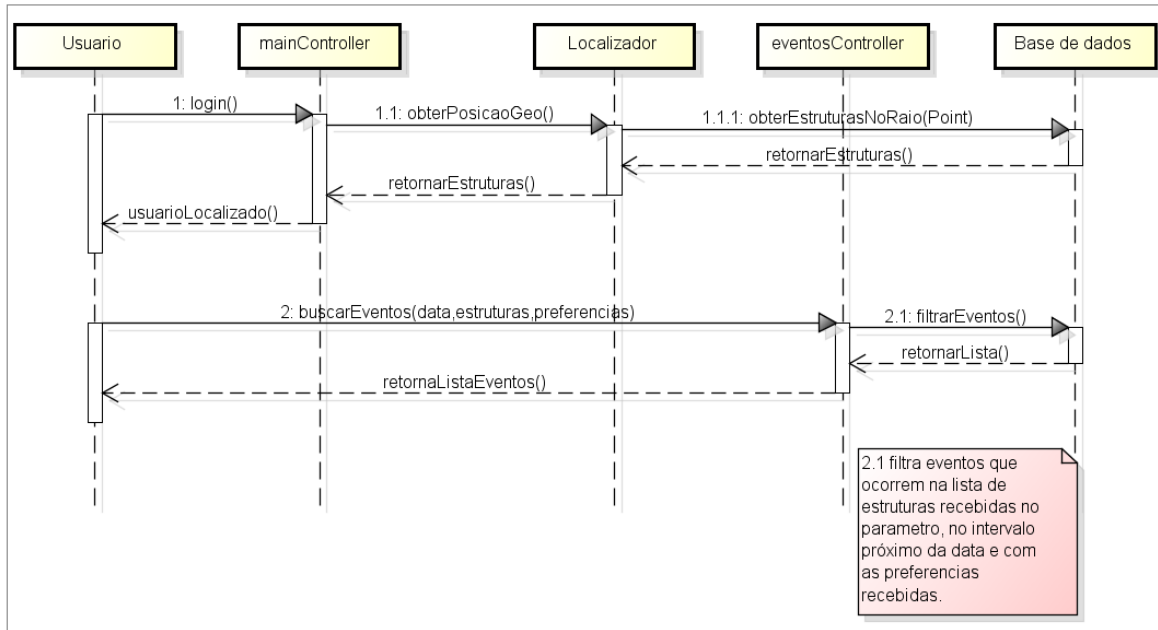 Usuario
mainController
Localizador
eventosController
Base de dados
1: login()
1.1: obterPosicaoGeo()
1.1.1: obterEstruturasNoRaio(Point)
retornarEstruturas()
retornarEstruturas()
usuarioLocalizado()
2: buscarEventos(data,estruturas,preferencias)
2.1: filtrarEventos()
retornarLista()
retornaListaEventos()
2.1 filtra eventos que
ocorrem na lista de
estruturas recebidas no
parametro, no intervalo
próximo da data e com
as preferencias
recebidas.